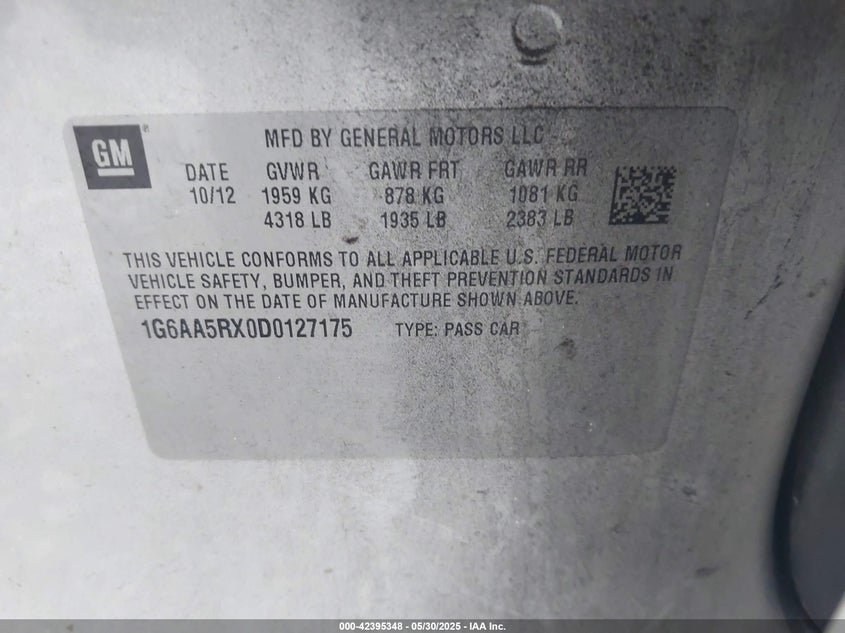 GM®
MFD BY GENERAL MOTORS LLC
DATE GVWR GAWR FRT GAWR RR
10/12 1959 KG 878 KG 1081 KG
4318 LB 1935 LB 2383 LB
THIS VEHICLE CONFORMS TO ALL APPLICABLE U.S. FEDERAL MOTOR
VEHICLE SAFETY, BUMPER, AND THEFT PREVENTION STANDARDS IN
EFFECT ON THE DATE OF MANUFACTURE SHOWN ABOVE.
1G6AA5RX0D0127175 TYPE: PASS CAR
000-42395348 - 05/30/2025 - IAA Inc.